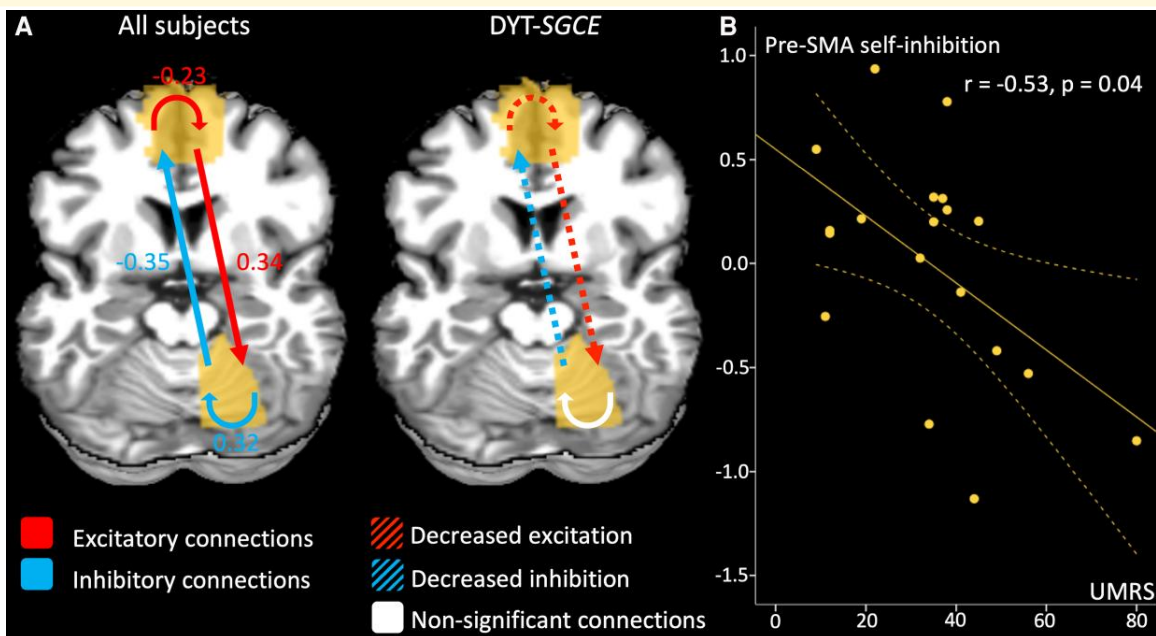 A
All subjects
-0.23
-0.35
0.34
0.32
DYT-SGCE
Excitatory connections
Inhibitory connections
Decreased excitation
Decreased inhibition
Non-significant connections
B
Pre-SMA self-inhibition
r = -0.53, p = 0.04
1.0
0.5
0.0
-0.5
-1.0
-1.5
UMRS
0 20 40 60 80